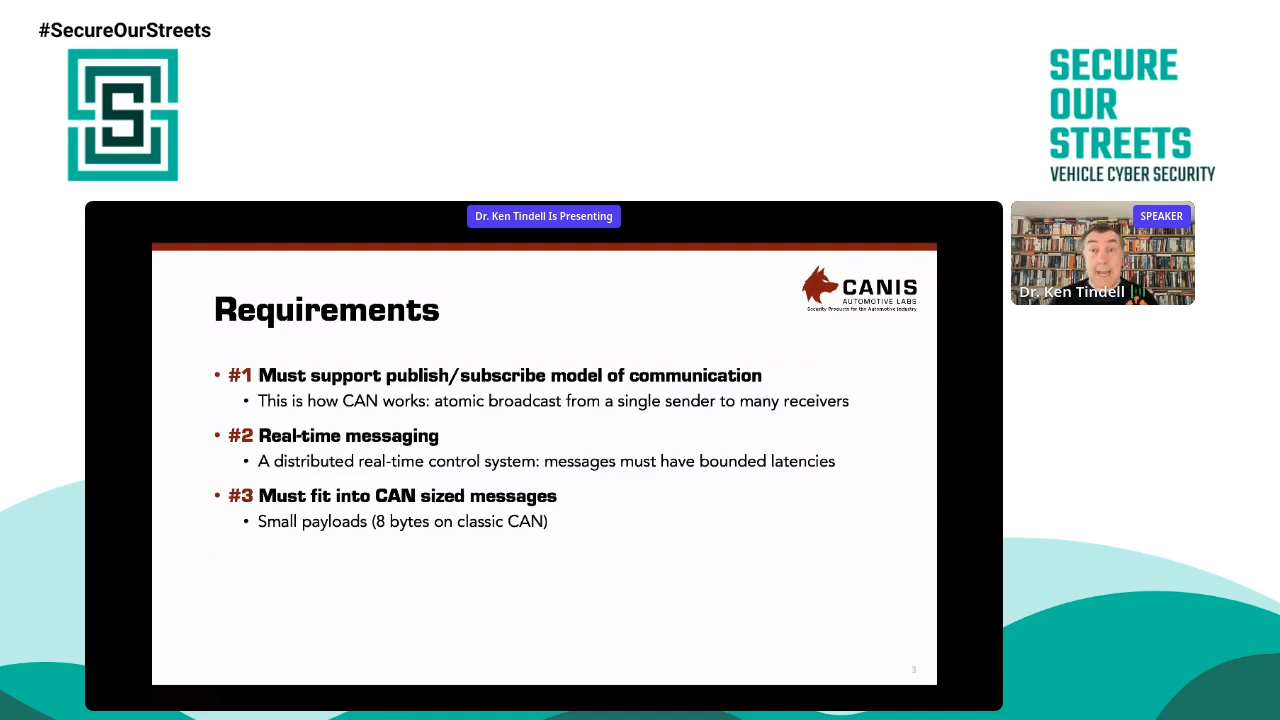 #SecureOurStreets
S
SECURE
OUR
STREETS
VEHICLE CYBER SECURITY
Dr. Ken Tindell Is Presenting
SPEAKER
Dr. Ken Tindell
CANIS
AUTOMOTIVE LABS
Security Products for the Automotive Industry
Requirements
• #1 Must support publish/subscribe model of communication
• This is how CAN works: atomic broadcast from a single sender to many receivers
• #2 Real-time messaging
• A distributed real-time control system: messages must have bounded latencies
• #3 Must fit into CAN sized messages
• Small payloads (8 bytes on classic CAN)
3